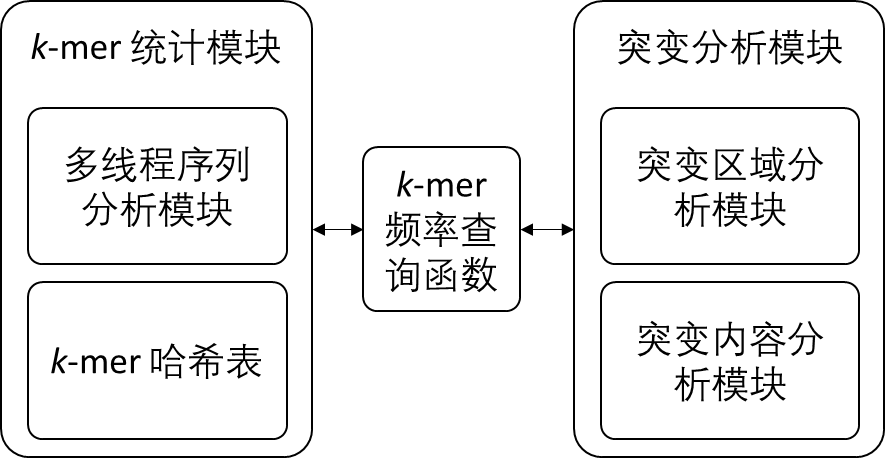 k-mer 统计模块
多线程序列
分析模块
k-mer 哈希表
k-mer
频率查
询函数
突变分析模块
突变区域分
析模块
突变内容分
析模块